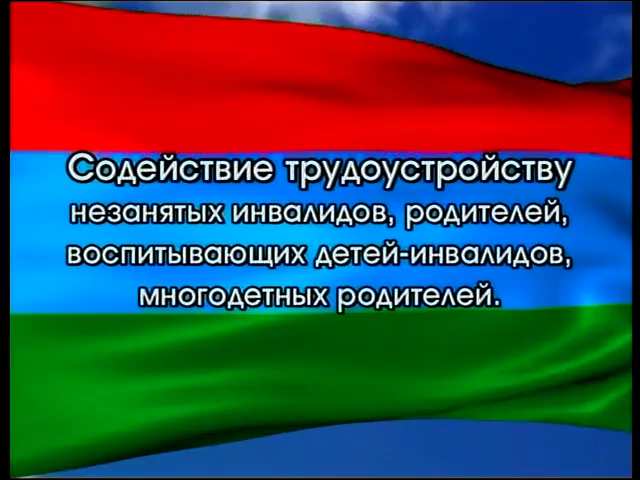 Содействие трудоустройству
незанятых инвалидов, родителей,
воспитывающих детей-инвалидов,
многодетных родителей.